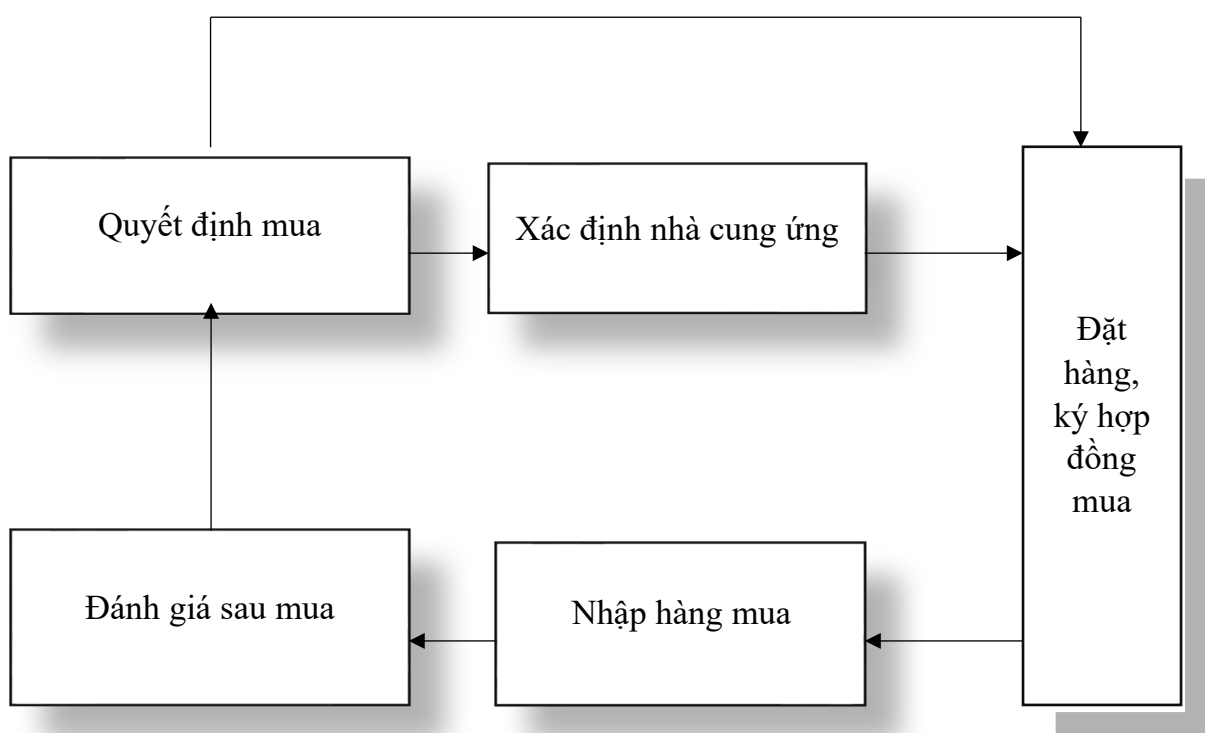 Quyết định mua
Xác định nhà cung ứng
Đặt
hàng,
ký hợp
đồng
mua
Đánh giá sau mua
Nhập hàng mua